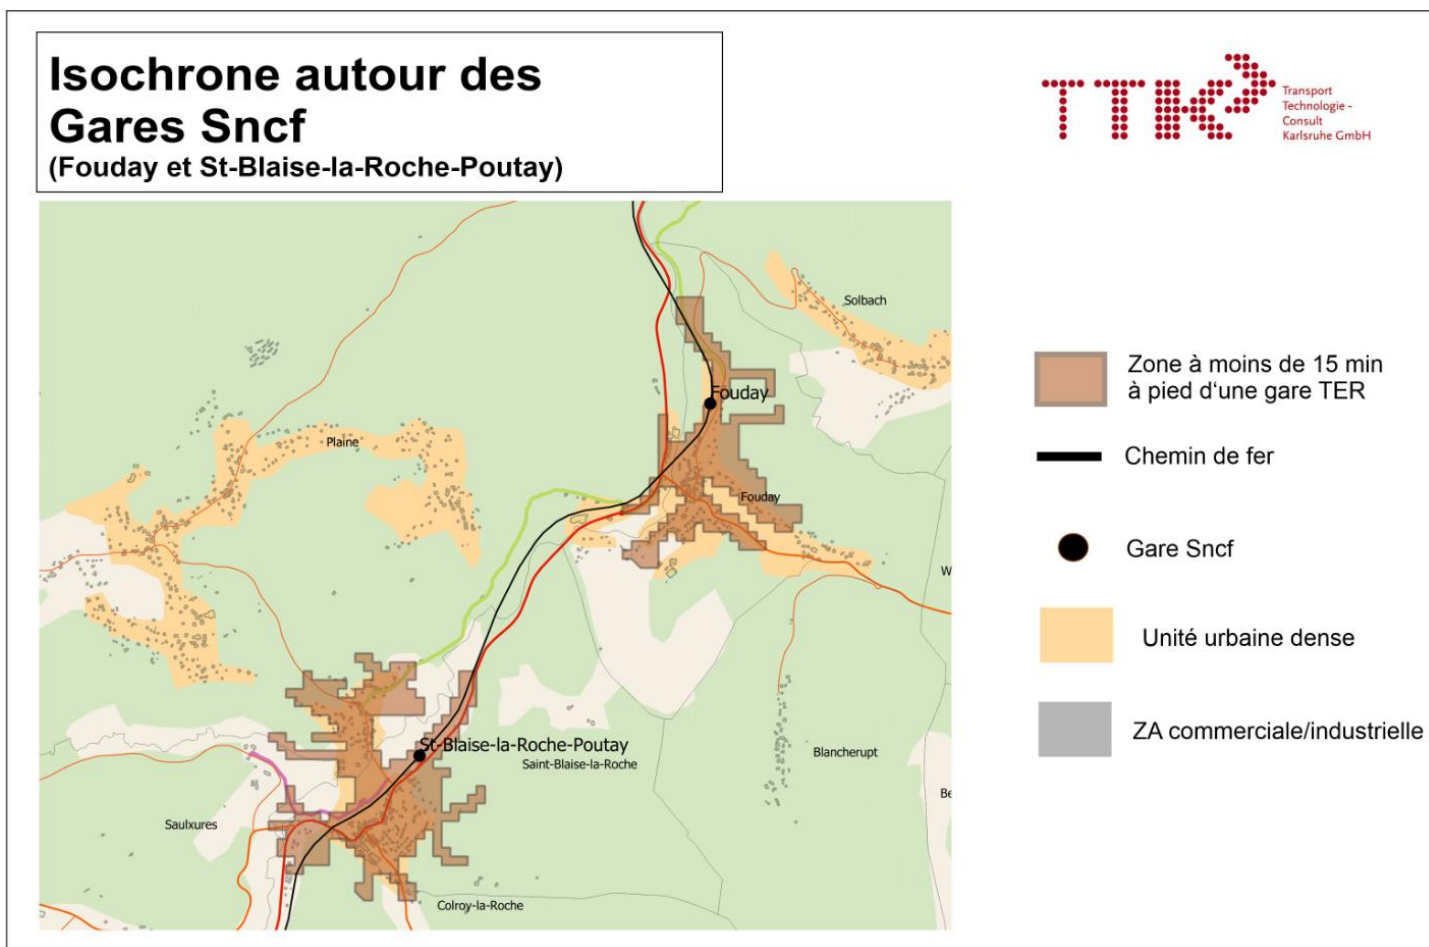 Isochrone autour des
Gares Sncf
(Fouday et St-Blaise-la-Roche-Poutay)
TTK
Transport
Technologie -
Consult
Karlsruhe GmbH
Solbach
Fouday
Plaine
Fouday
W
St-Blaise-la-Roche-Poutay
Saint-Blaise-la-Roche
Blancherupt
Be
Saulxures
Colroy-la-Roche
Zone à moins de 15 min
à pied d‘une gare TER
Chemin de fer
Gare Sncf
Unité urbaine dense
ZA commerciale/industrielle